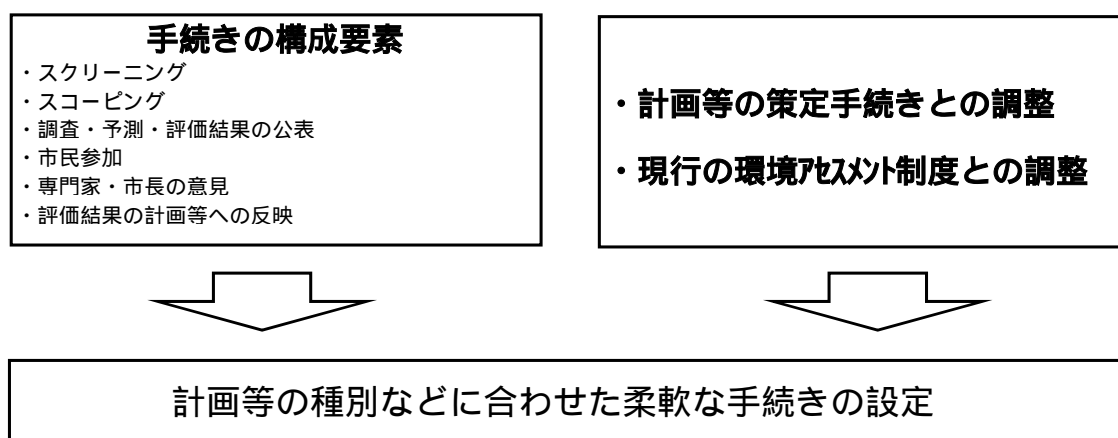 手続きの構成要素
・スクリーニング
・スコーピング
・調査・予測・評価結果の公表
・市民参加
・専門家・市長の意見
・評価結果の計画等への反映
・計画等の策定手続きとの調整
・現行の環境ｱｾｽﾒﾝﾄ制度との調整
計画等の種別などに合わせた柔軟な手続きの設定